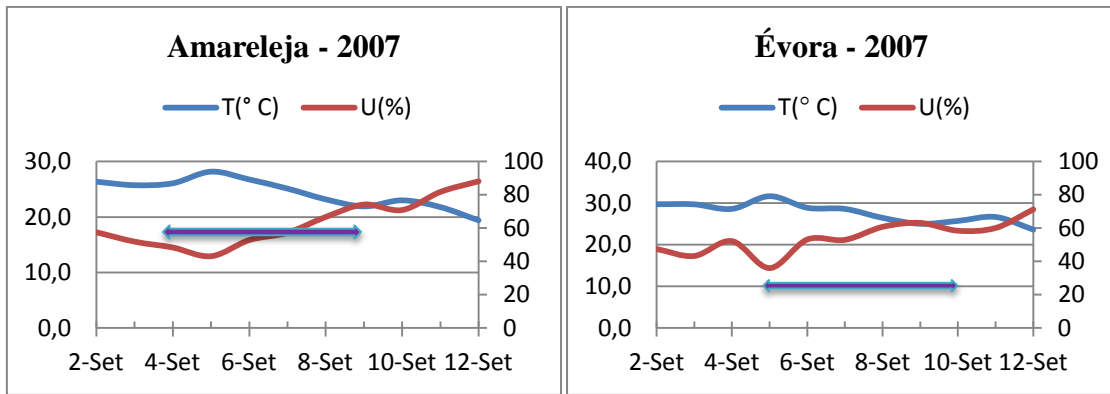 Amareleja - 2007
T(° C) U(%)
30,0 100
80
20,0 60
10,0 40
20
0,0 0
2-Set 4-Set 6-Set 8-Set 10-Set 12-Set
Évora - 2007
T(° C) U(%)
40,0 100
30,0 80
60
20,0 40
10,0 20
0,0 0
2-Set 4-Set 6-Set 8-Set 10-Set 12-Set